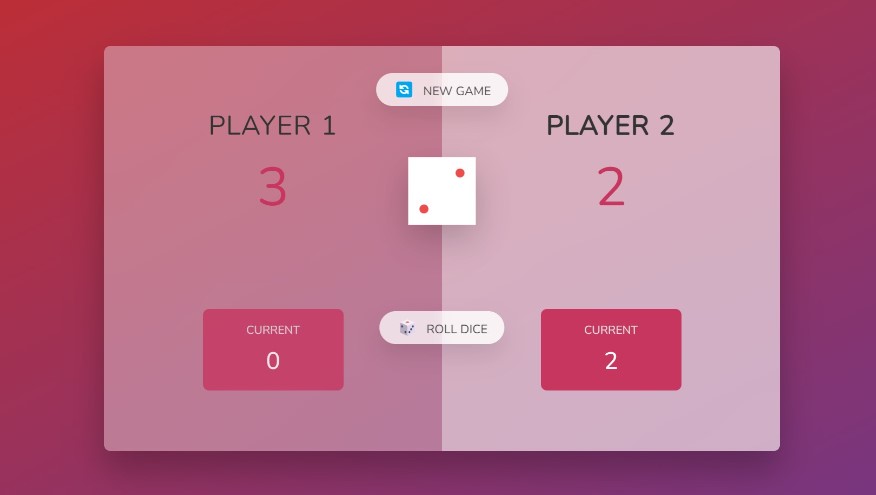 NEW GAME
PLAYER 1
3
CURRENT
0
PLAYER 2
2
CURRENT
2
ROLL DICE